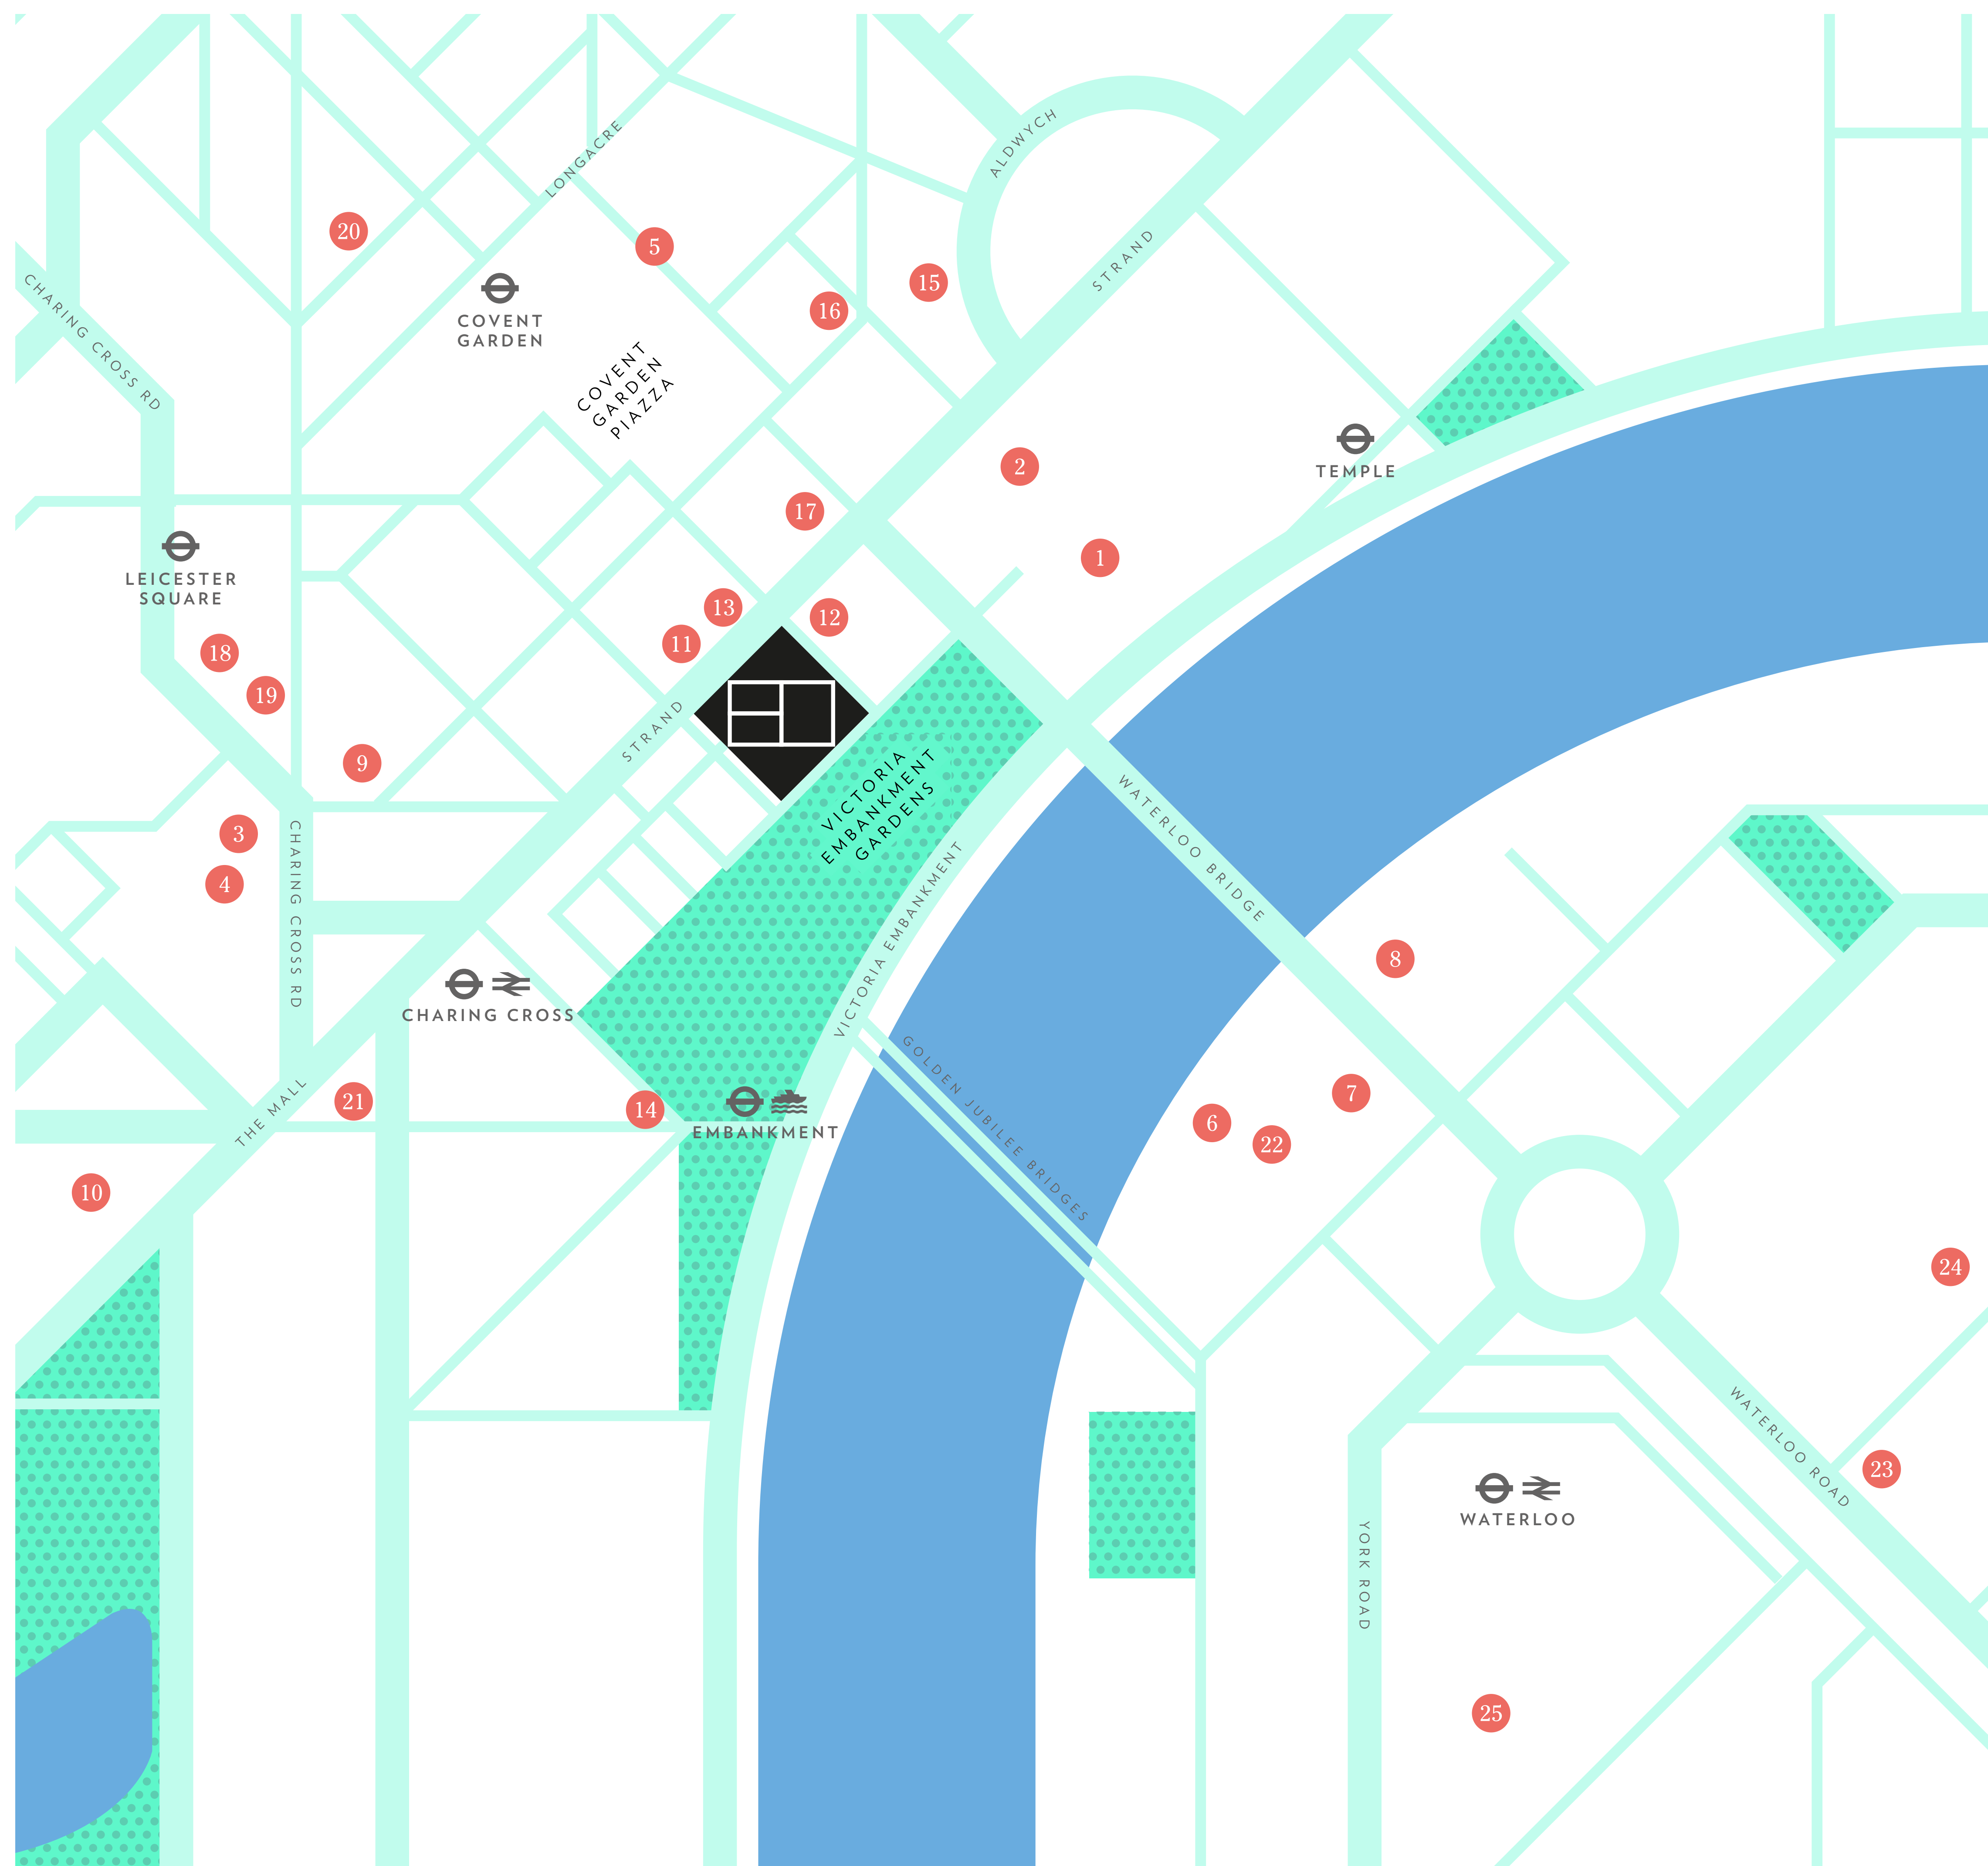 ALDWYCH
LONGACRE
20
5
STRAND
CHARING CROSS RD
15
16
COVENT
GARDEN
COVENT
GARDEN
PIAZZA
TEMPLE
2
17
1
LEICESTER
SQUARE
13
12
11
18
19
STRAND
9
VICTORIA
EMBANKMENT
GARDENS
3
4
CHARING CROSS RD
WATERLOO BRIDGE
VICTORIA EMBANKMENT
8
CHARING CROSS
GOLDEN JUBILEE BRIDGES
THE MALL
21
14
EMBANKMENT
7
6
22
10
24
WATERLOO ROAD
23
WATERLOO
YORK ROAD
25